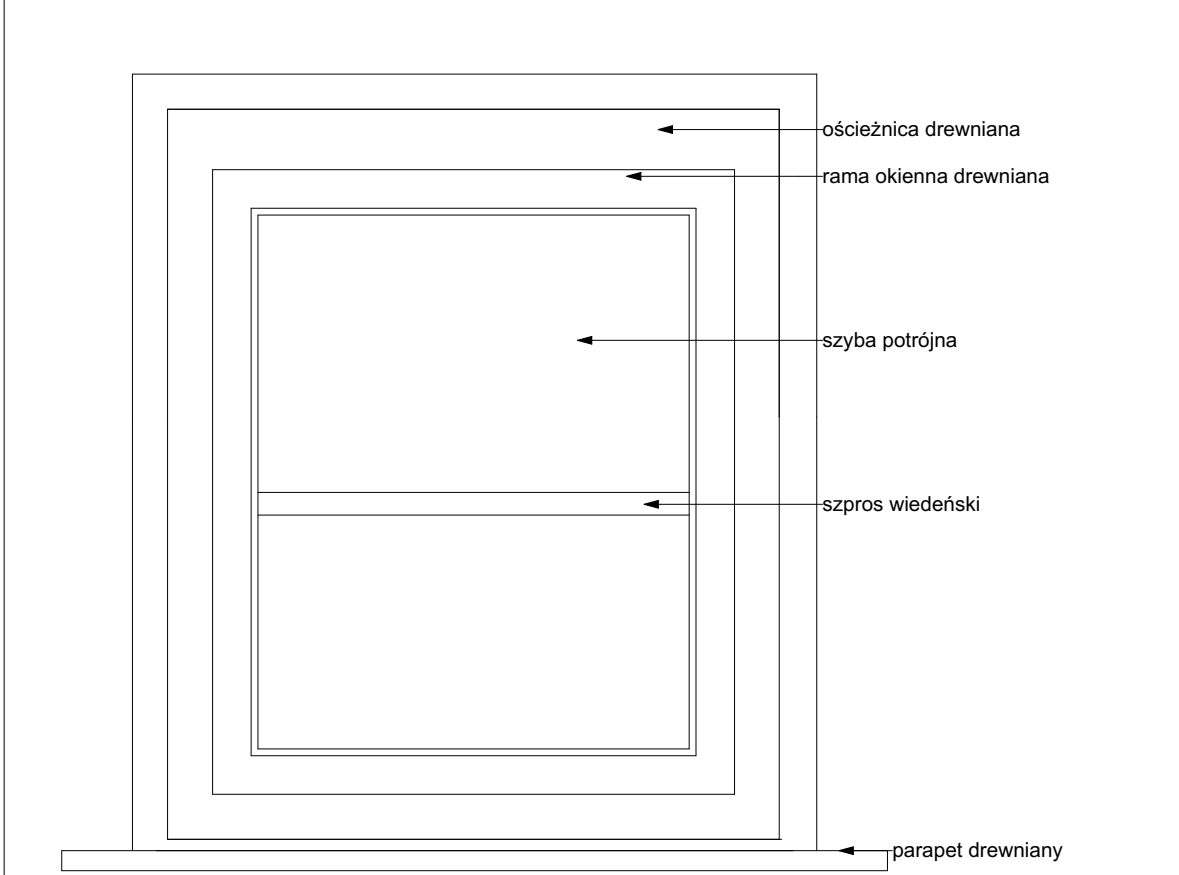 ościeżnica drewniana
rama okienna drewniana
szyba potrójna
szpros wiedeński
parapet drewniany